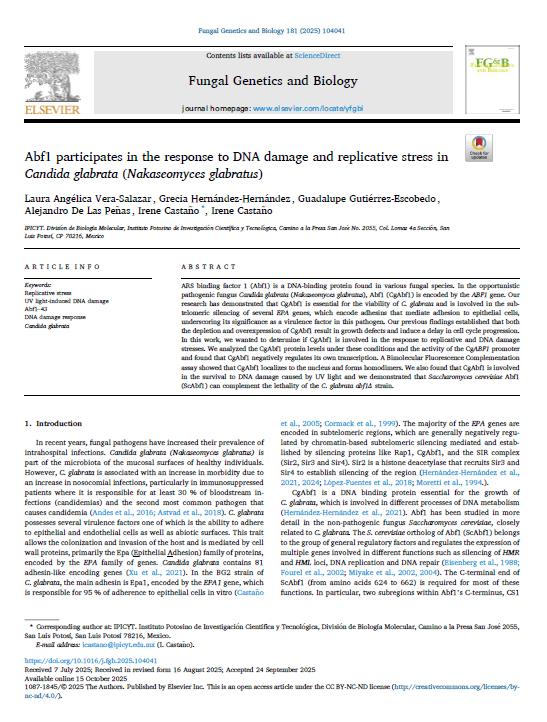 Fungal Genetics and Biology 181 (2025) 104041
Contents lists available at ScienceDirect
Fungal Genetics and Biology
journal homepage: www.elsevier.com/locate/yfgbi
ELSEVIER
FG&B
Check for
updates
Abf1 participates in the response to DNA damage and replicative stress in
Candida glabrata (Nakaseomyces glabratus)
Laura Angélica Vera-Salazar, Grecia Hernández-Hernández, Guadalupe Gutiérrez-Escobedo,
Alejandro De Las Peñas, Irene Castaño *, Irene Castaño
IPICYT. División de Biología Molecular, Instituto Potosino de Investigación Científica y Tecnológica, Camino a la Presa San José No. 2055, Col. Lomas 4a Sección, San
Luis Potosí, CP 78216, Mexico
ARTICLE INFO
Keywords:
Replicative stress
UV light-induced DNA damage
Abf1-43
DNA damage response
Candida glabrata
ABSTRACT
ARS binding factor 1 (Abf1) is a DNA-binding protein found in various fungal species. In the opportunistic
pathogenic fungus Candida glabrata (Nakaseomyces glabratus), Abf1 (CgAbf1) is encoded by the ABF1 gene. Our
research has demonstrated that CgAbf1 is essential for the viability of C. glabrata and is involved in the sub-
telomeric silencing of several EPA genes, which encode adhesins that mediate adhesion to epithelial cells,
underscoring its significance as a virulence factor in this pathogen. Our previous findings established that both
the depletion and overexpression of CgAbf1 result in growth defects and induce a delay in cell cycle progression.
In this work, we wanted to determine if CgAbf1 is involved in the response to replicative and DNA damage
stresses. We analyzed the CgAbf1 protein levels under these conditions and the activity of the CgABF1 promoter
and found that CgAbf1 negatively regulates its own transcription. A Bimolecular Fluorescence Complementation
assay showed that CgAbf1 localizes to the nucleus and forms homodimers. We also found that CgAbf1 is involved
in the survival to DNA damage caused by UV light and we demonstrated that Saccharomyces cerevisiae Abf1
(ScAbf1) can complement the lethality of the C. glabrata abf1Δ strain.
1. Introduction
In recent years, fungal pathogens have increased their prevalence of
intrahospital infections. Candida glabrata (Nakaseomyces glabratus) is
part of the microbiota of the mucosal surfaces of healthy individuals.
However, C. glabrata is associated with an increase in morbidity due to
an increase in nosocomial infections, particularly in immunosuppressed
patients where it is responsible for at least 30 % of bloodstream in-
fections (candidemias) and the second most common pathogen that
causes candidemia (Andes et al., 2016; Astvad et al., 2018). C. glabrata
possesses several virulence factors one of which is the ability to adhere
to epithelial and endothelial cells as well as abiotic surfaces. This trait
allows the colonization and invasion of the host and is mediated by cell
wall proteins, primarily the Epa (Epithelial Adhesion) family of proteins,
encoded by the EPA family of genes. Candida glabrata contains 81
adhesin-like encoding genes (Xu et al., 2021). In the BG2 strain of
C. glabrata, the main adhesin is Epa1, encoded by the EPA1 gene, which
is responsible for 95 % of adherence to epithelial cells in vitro (Castaño
et al., 2005; Cormack et al., 1999). The majority of the EPA genes are
encoded in subtelomeric regions, which are generally negatively regu-
lated by chromatin-based subtelomeric silencing mediated and estab-
lished by silencing proteins like Rap1, CgAbf1, and the SIR complex
(Sir2, Sir3 and Sir4). Sir2 is a histone deacetylase that recruits Sir3 and
Sir4 to establish silencing of the region (Hernández-Hernández et al.,
2021, 2024; López-Fuentes et al., 2018; Moretti et al., 1994.).
CgAbf1 is a DNA binding protein essential for the growth of
C. glabrata, which is involved in different processes of DNA metabolism
(Hernández-Hernández et al., 2021). Abf1 has been studied in more
detail in the non-pathogenic fungus Saccharomyces cerevisiae, closely
related to C. glabrata. The S. cerevisiae ortholog of Abf1 (ScAbf1) belongs
to the group of general regulatory factors and regulates the expression of
multiple genes involved in different functions such as silencing of HMR
and HML loci, DNA replication and DNA repair (Eisenberg et al., 1988;
Fourel et al., 2002; Miyake et al., 2002, 2004). The C-terminal end of
ScAbf1 (from amino acids 624 to 662) is required for most of these
functions. In particular, two subregions within Abf1's C-terminus, CS1
* Corresponding author at: IPICYT. Instituto Potosino de Investigación Científica y Tecnológica, División de Biología Molecular, Camino a la Presa San José 2055,
San Luis Potosí, San Luis Potosí 78216, Mexico.
E-mail address: icastano@ipicyt.edu.mx (I. Castaño).
https://doi.org/10.1016/j.fgb.2025.104041
Received 7 July 2025; Received in revised form 16 August 2025; Accepted 24 September 2025
Available online 15 October 2025
1087-1845/© 2025 The Authors. Published by Elsevier Inc. This is an open access article under the CC BY-NC-ND license (http://creativecommons.org/licenses/by-
nc-nd/4.0/).